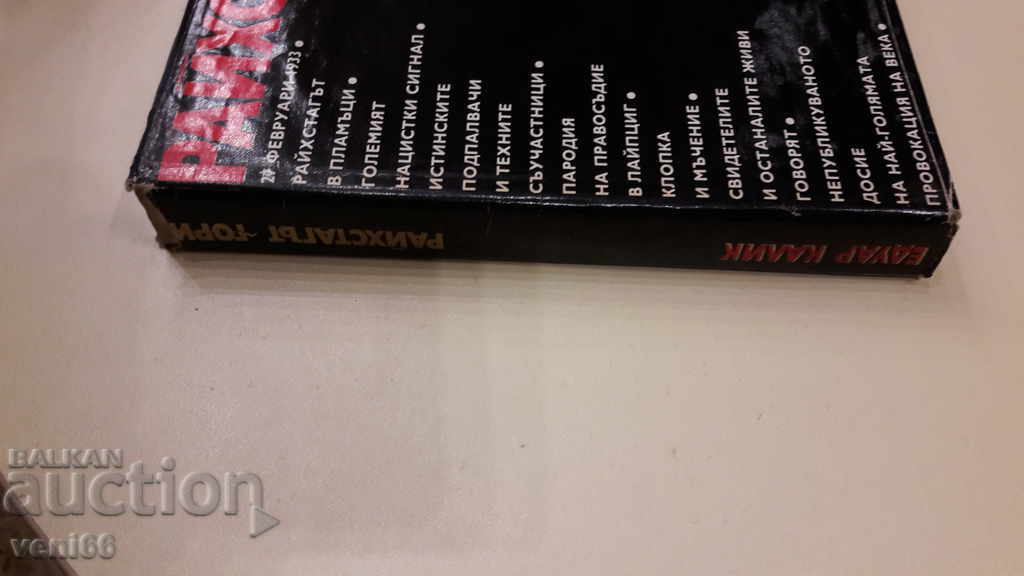 РАЙХС
27 ФЕВРУАРИ 1933 •
РАЙХСТАГЪТ
В ПЛАМЪЦИ •
ГОЛЕМИЯТ
НАЦИСТКИ СИГНАЛ •
ИСТИНСКИТЕ
ПОДПАЛВАЧИ
И ТЕХНИТЕ
СЪУЧАСТНИЦИ •
ПАРОДИЯ
НА ПРАВОСЪДИЕ
В ЛАЙПЦИГ •
КЛОПКА
И МЪЧЕНИЕ •
СВИДЕТЕЛИТЕ
И ОСТАНАЛИТЕ ЖИВИ
ГОВОРЯТ •
НЕПУБЛИКУВАНОТО
ДОСИЕ
НА НАЙ-ГОЛЯМАТА
ПРОВОКАЦИЯ НА ВЕКА •
ЕДУАР КАЛИК
РАЙХСТАГЪТ ГОРИ
BALKAN
auction
veni66